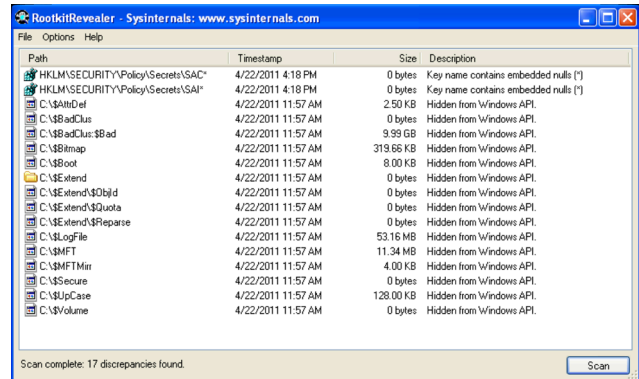 RootkitRevealer - Sysinternals: www.sysinternals.com
File Options Help
Path Timestamp Size Description
HKLM\SECURITY\Policy\Secrets\SAC* 4/22/2011 4:18 PM 0 bytes Key name contains embedded nulls (*)
HKLM\SECURITY\Policy\Secrets\SAI* 4/22/2011 4:18 PM 0 bytes Key name contains embedded nulls (*)
C:\$AttrDef 4/22/2011 11:57 AM 2.50 KB Hidden from Windows API.
C:\$BadClus 4/22/2011 11:57 AM 0 bytes Hidden from Windows API.
C:\$BadClus:$Bad 4/22/2011 11:57 AM 9.99 GB Hidden from Windows API.
C:\$Bitmap 4/22/2011 11:57 AM 319.66 KB Hidden from Windows API.
C:\$Boot 4/22/2011 11:57 AM 8.00 KB Hidden from Windows API.
C:\$Extend 4/22/2011 11:57 AM 0 bytes Hidden from Windows API.
C:\$Extend\$ObjId 4/22/2011 11:57 AM 0 bytes Hidden from Windows API.
C:\$Extend\$Quota 4/22/2011 11:57 AM 0 bytes Hidden from Windows API.
C:\$Extend\$Reparse 4/22/2011 11:57 AM 0 bytes Hidden from Windows API.
C:\$LogFile 4/22/2011 11:57 AM 53.16 MB Hidden from Windows API.
C:\$MFT 4/22/2011 11:57 AM 11.34 MB Hidden from Windows API.
C:\$MFTMirr 4/22/2011 11:57 AM 4.00 KB Hidden from Windows API.
C:\$Secure 4/22/2011 11:57 AM 0 bytes Hidden from Windows API.
C:\$UpCase 4/22/2011 11:57 AM 128.00 KB Hidden from Windows API.
C:\$Volume 4/22/2011 11:57 AM 0 bytes Hidden from Windows API.
Scan complete: 17 discrepancies found.
Scan